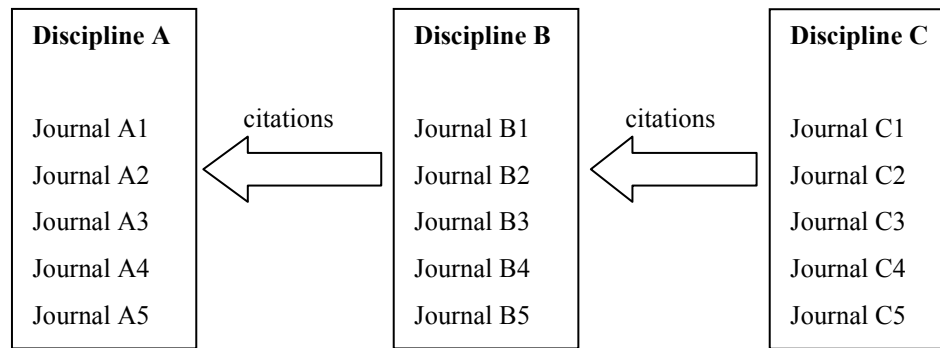 Discipline A
Journal A1
Journal A2
Journal A3
Journal A4
Journal A5
citations
Discipline B
Journal B1
Journal B2
Journal B3
Journal B4
Journal B5
citations
Discipline C
Journal C1
Journal C2
Journal C3
Journal C4
Journal C5